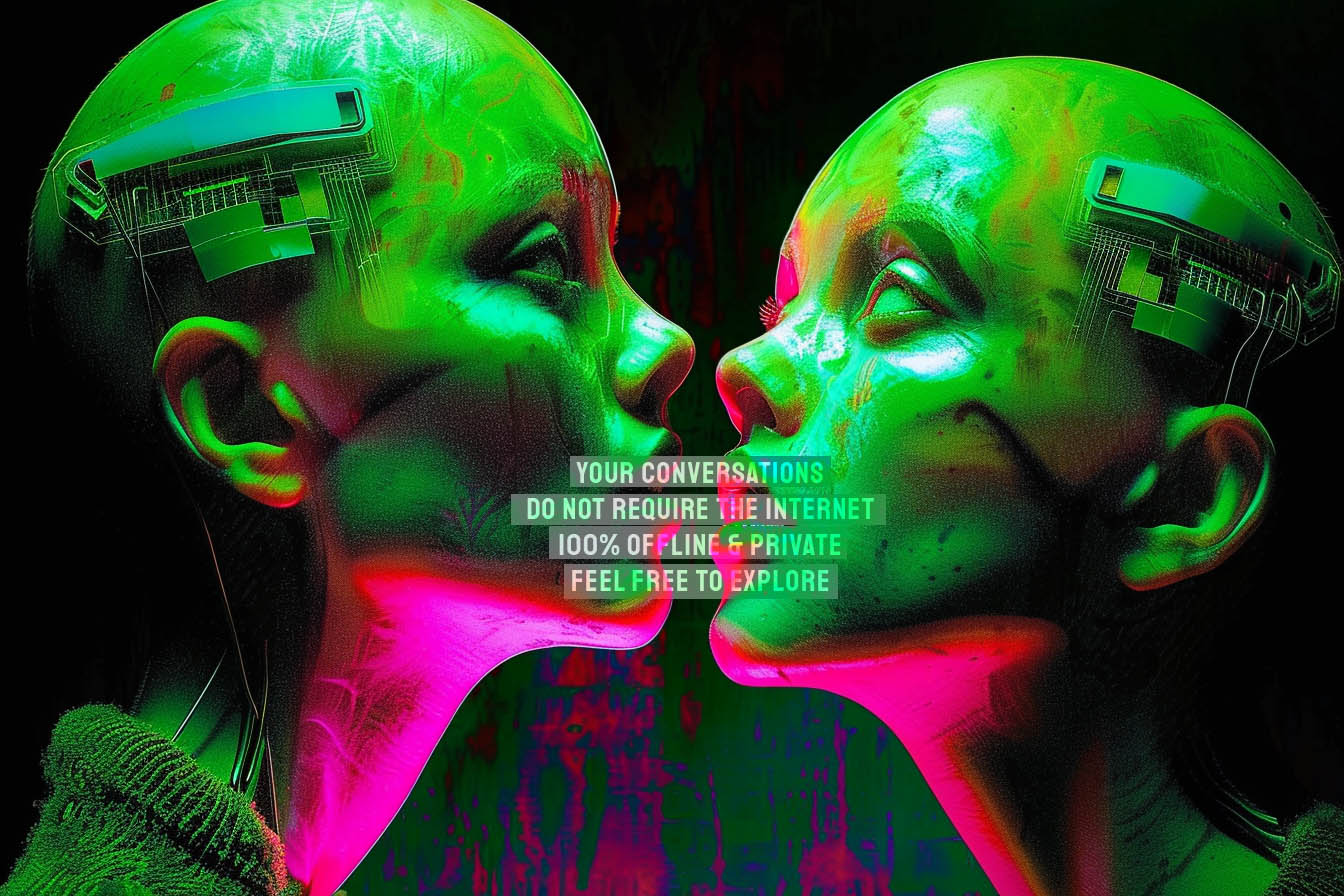 YOUR CONVERSATIONS
DO NOT REQUIRE THE INTERNET
100% OFFLINE & PRIVATE
FEEL FREE TO EXPLORE